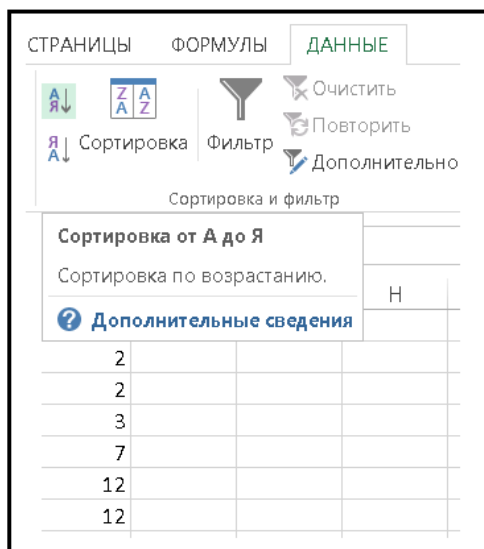 СТРАНИЦЫ ФОРМУЛЫ ДАННЫЕ
А Я
Z A A Z
Очистить
Повторить
Я А
Сортировка Фильтр
Дополнительно
Сортировка и фильтр
Сортировка от А до Я
Сортировка по возрастанию.
? Дополнительные сведения
H
2
2
3
7
12
12